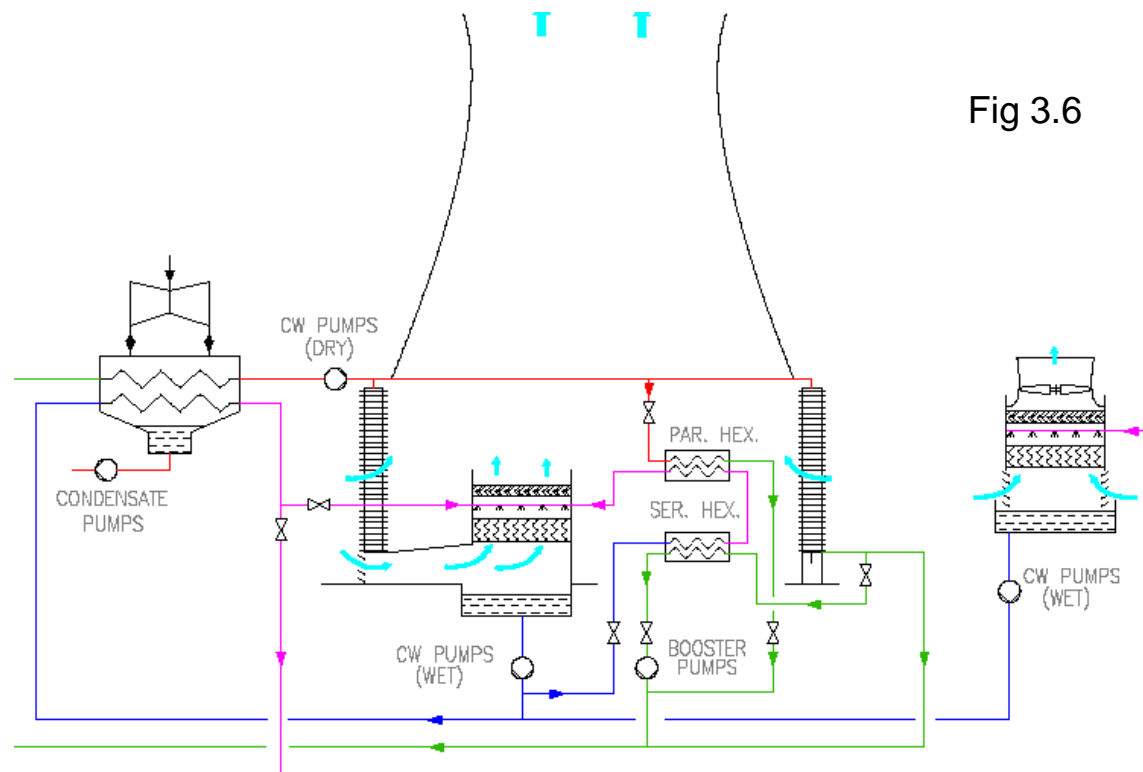 Fig 3.6
CW PUMPS
(DRY)
CONDENSATE
PUMPS
PAR. HEX.
SER. HEX.
CW PUMPS
(WET)
BOOSTER
PUMPS
CW PUMPS
(WET)